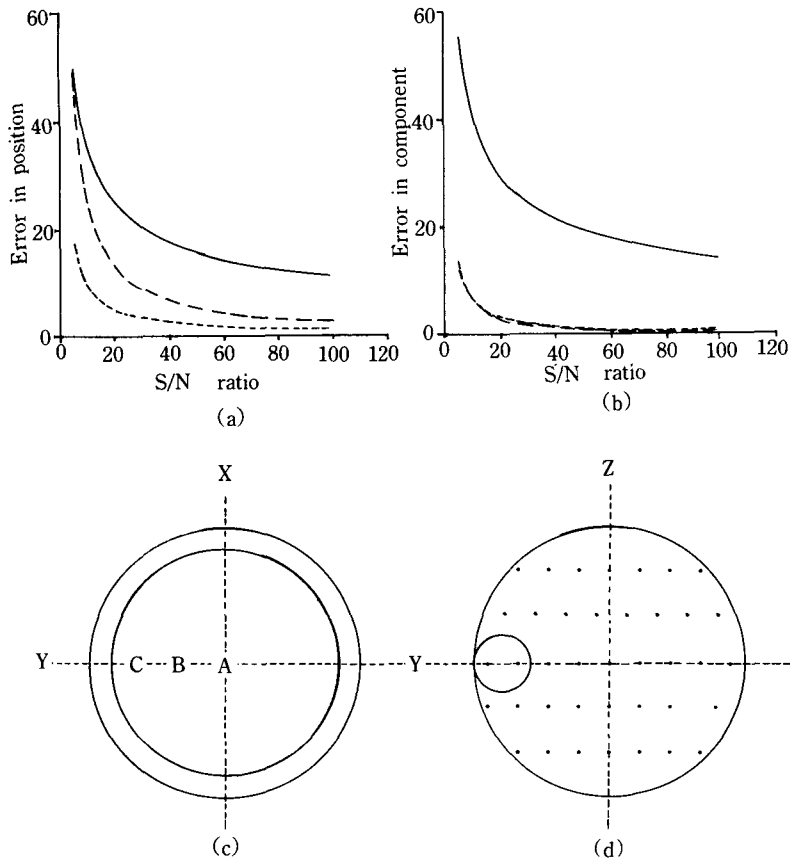 60
40
20
0
Error in position
0 20 40 60 80 100 120
S/N ratio
(a)
60
40
20
0
Error in component
0 20 40 60 80 100 120
S/N ratio
(b)
X
Y C B A
(c)
Z
Y
(d)